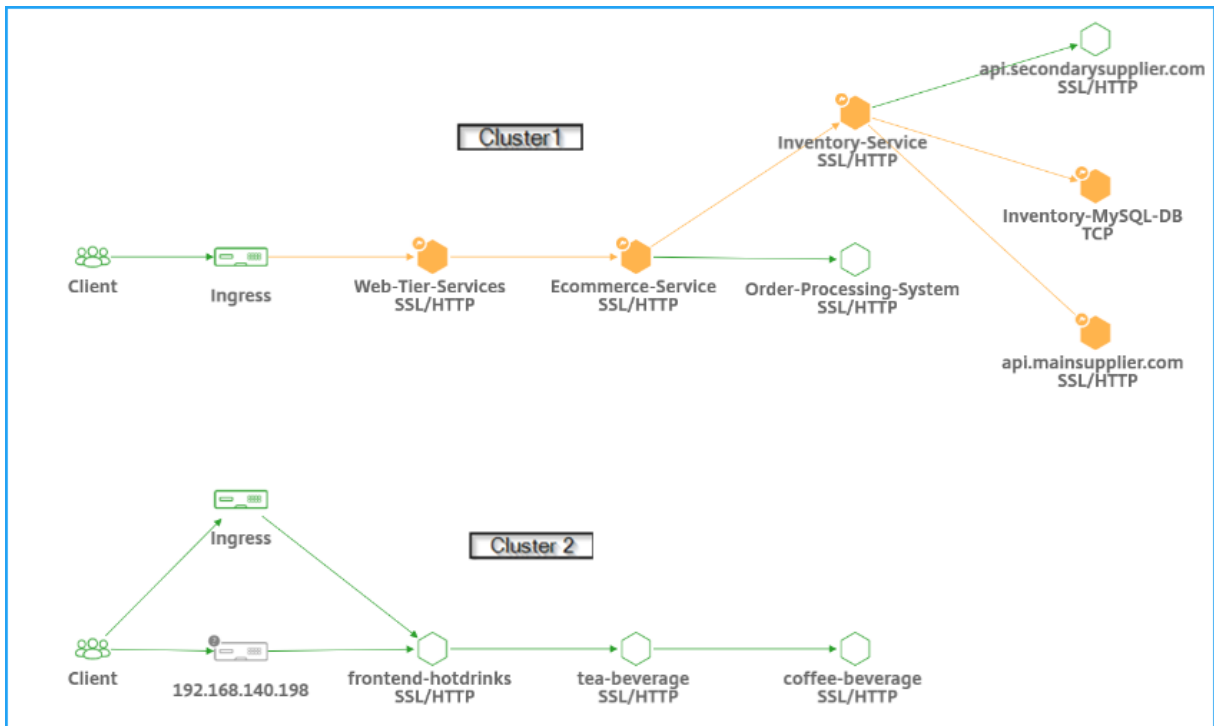 api.secondarysupplier.com
SSL/HTTP
Cluster1
Inventory-Service
SSL/HTTP
Inventory-MySQL-DB
TCP
Client
Ingress
Web-Tier-Services
SSL/HTTP
Ecommerce-Service
SSL/HTTP
Order-Processing-System
SSL/HTTP
api.mainsupplier.com
SSL/HTTP
Ingress
Cluster 2
?
Client
192.168.140.198
frontend-hotdrinks
SSL/HTTP
tea-beverage
SSL/HTTP
coffee-beverage
SSL/HTTP